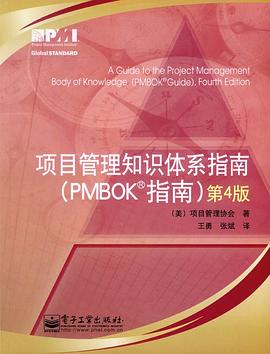 PMI
Project Management Institute
Global STANDARD
A Guide to the Project Management
Body of Knowledge (PMBOK® Guide), Fourth Edition
项目管理知识体系指南
(PMBOK®指南) 第4版
(美) 项目管理协会 著
王勇 张斌 译
电子工业出版社